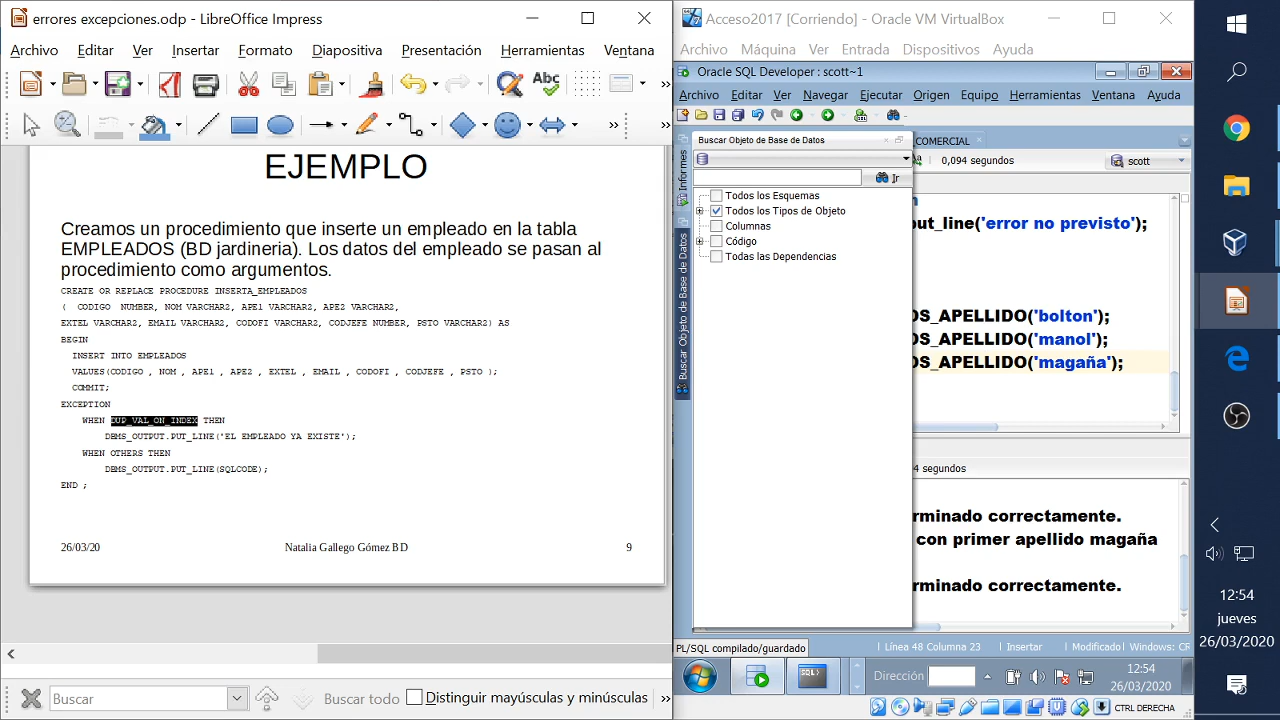 errores excepciones.odp - LibreOffice Impress
Archivo Editar Ver Insertar Formato Diapositiva Presentación Herramientas Ventana
Abc
EJEMPLO
Creamos un procedimiento que inserte un empleado en la tabla
EMPLEADOS (BD jardineria). Los datos del empleado se pasan al
procedimiento como argumentos.
CREATE OR REPLACE PROCEDURE INSERTA_EMPLEADOS
( CODIGO NUMBER, NOM VARCHAR2, APE1 VARCHAR2, APE2 VARCHAR2,
EXTEL VARCHAR2, EMAIL VARCHAR2, CODOFI VARCHAR2, CODJEFE NUMBER, PSTO VARCHAR2) AS
BEGIN
INSERT INTO EMPLEADOS
VALUES(CODIGO , NOM , APE1 , APE2 , EXTEL , EMAIL , CODOFI , CODJEFE , PSTO );
COMMIT;
EXCEPTION
WHEN DUP_VAL_ON_INDEX THEN
DBMS_OUTPUT.PUT_LINE('EL EMPLEADO YA EXISTE');
WHEN OTHERS THEN
DBMS_OUTPUT.PUT_LINE(SQLCODE);
END ;
26/03/20 Natalia Gallego Gómez BD 9
Buscar Buscar todo Distinguir mayúsculas y minúsculas
Acceso2017 [Corriendo] - Oracle VM VirtualBox
Archivo Máquina Ver Entrada Dispositivos Ayuda
Oracle SQL Developer : scott~1
Archivo Editar Ver Navegar Ejecutar Origen Equipo Herramientas Ventana Ayuda
Buscar Objeto de Base de Datos
COMERCIAL
0,094 segundos scott
Informes
Buscar Objeto de Base de Datos
Ir
Todos los Esquemas
Todos los Tipos de Objeto
Columnas
Código
Todas las Dependencias
ut_line('error no previsto');
OS_APELLIDO('bolton');
OS_APELLIDO('manol');
OS_APELLIDO('magaña');
4 segundos
rminado correctamente.
con primer apellido magaña
rminado correctamente.
PL/SQL compilado/guardado Línea 48 Columna 23 Insertar Modificado Windows: CR
Dirección
12:54
26/03/2020
CTRL DERECHA
12:54
jueves
26/03/2020